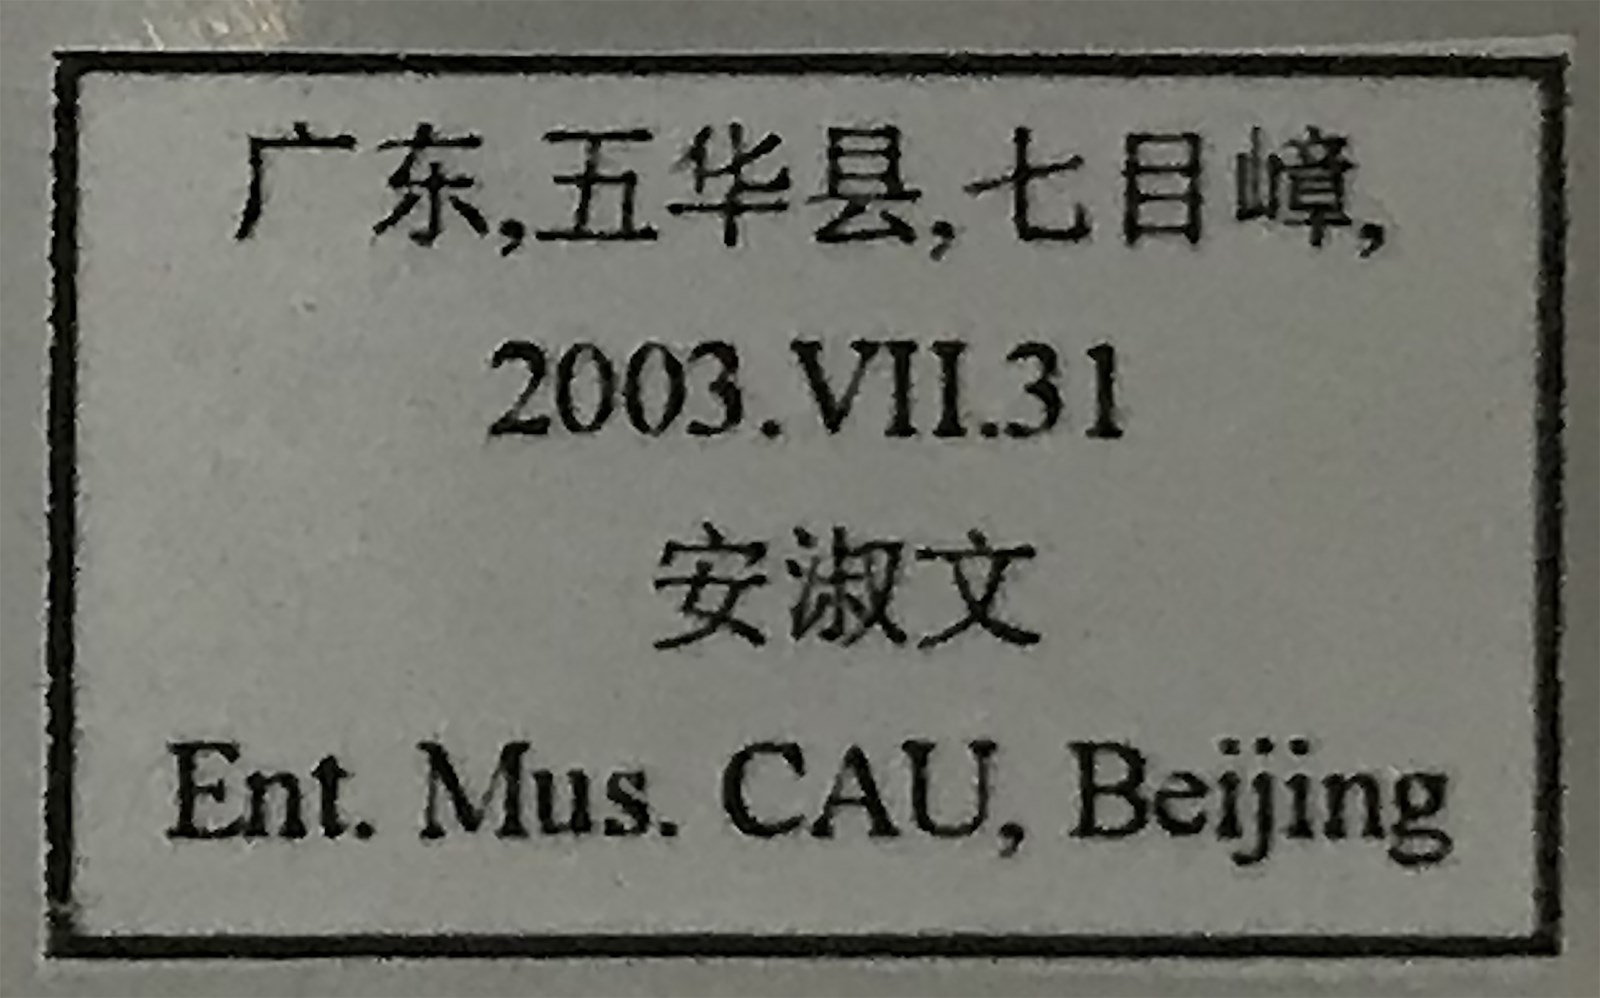 广东,五华县,七目嶂,
2003.VII.31
安淑文
Ent. Mus. CAU, Beijing